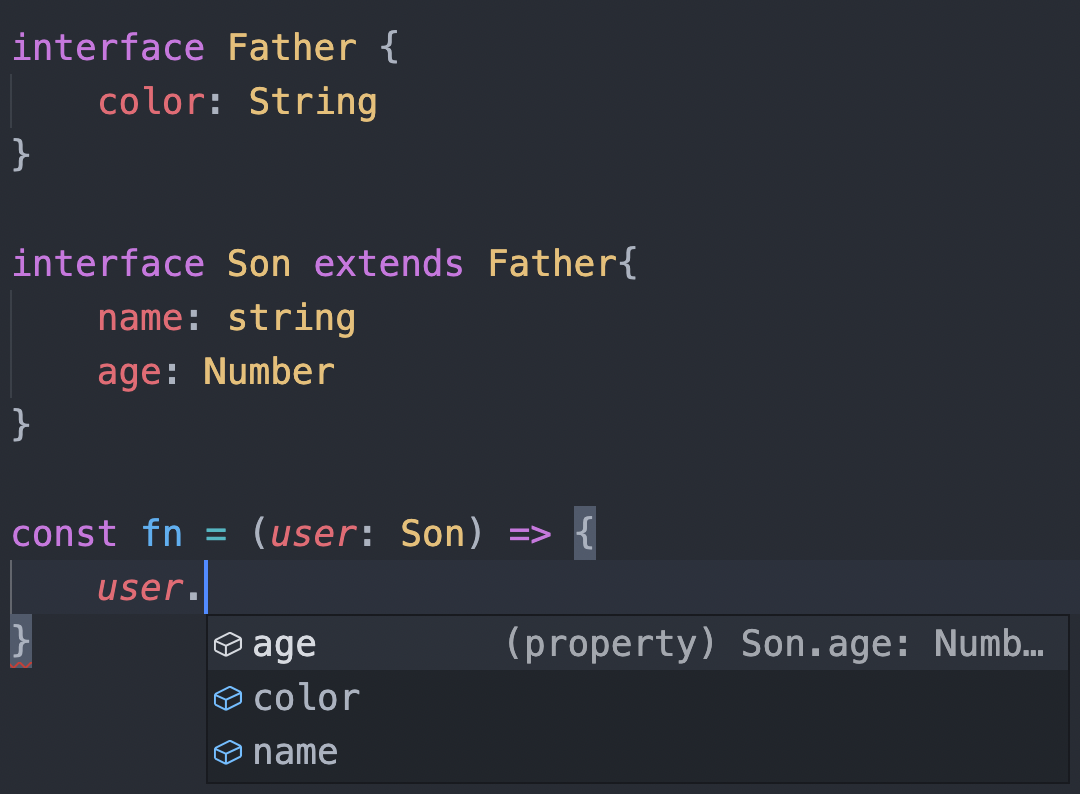 interface Father {
    color: String
}

interface Son extends Father{
    name: string
    age: Number
}

const fn = (user: Son) => {
    user.
}
age (property) Son.age: Numb…
color
name